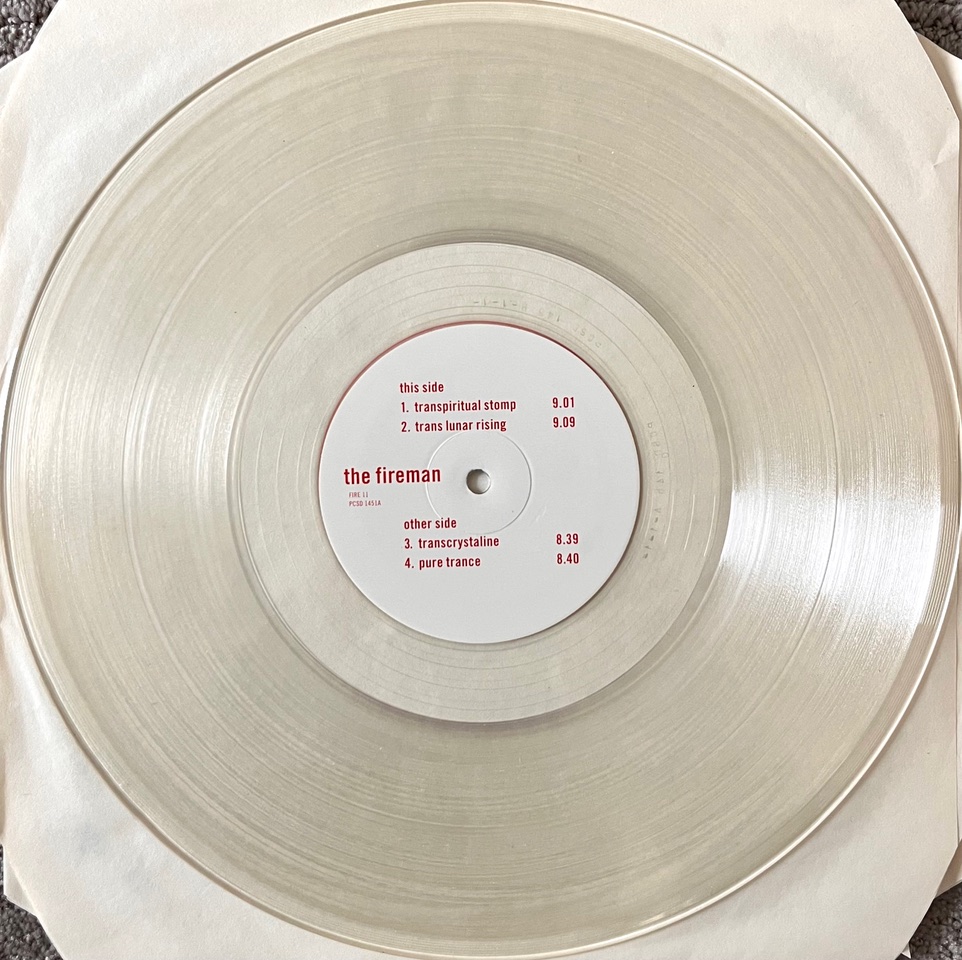 this side
1. transpiritual stomp 9.01
2. trans lunar rising 9.09
the fireman
FIRE 11
PCSD 145LA
other side
3. transcrystaline 8.39
4. pure trance 8.40